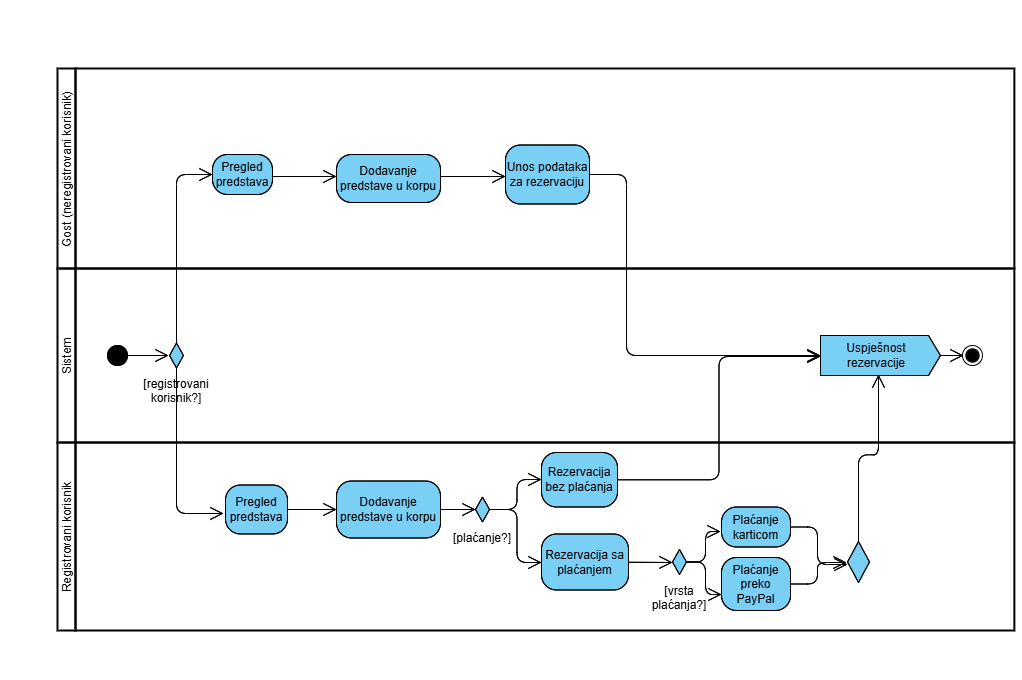 Gost (neregistrovani korisnik)
Pregled
predstava
Dodavanje
predstave u korpu
Unos podataka
za rezervaciju
Sistem
[registrovani
korisnik?]
Uspješnost
rezervacije
Registrovani korisnik
Pregled
predstava
Dodavanje
predstave u korpu
[plaćanje?]
Rezervacija
bez plaćanja
Rezervacija sa
plaćanjem
[vrsta
plaćanja?]
Plaćanje
karticom
Plaćanje
preko
PayPal